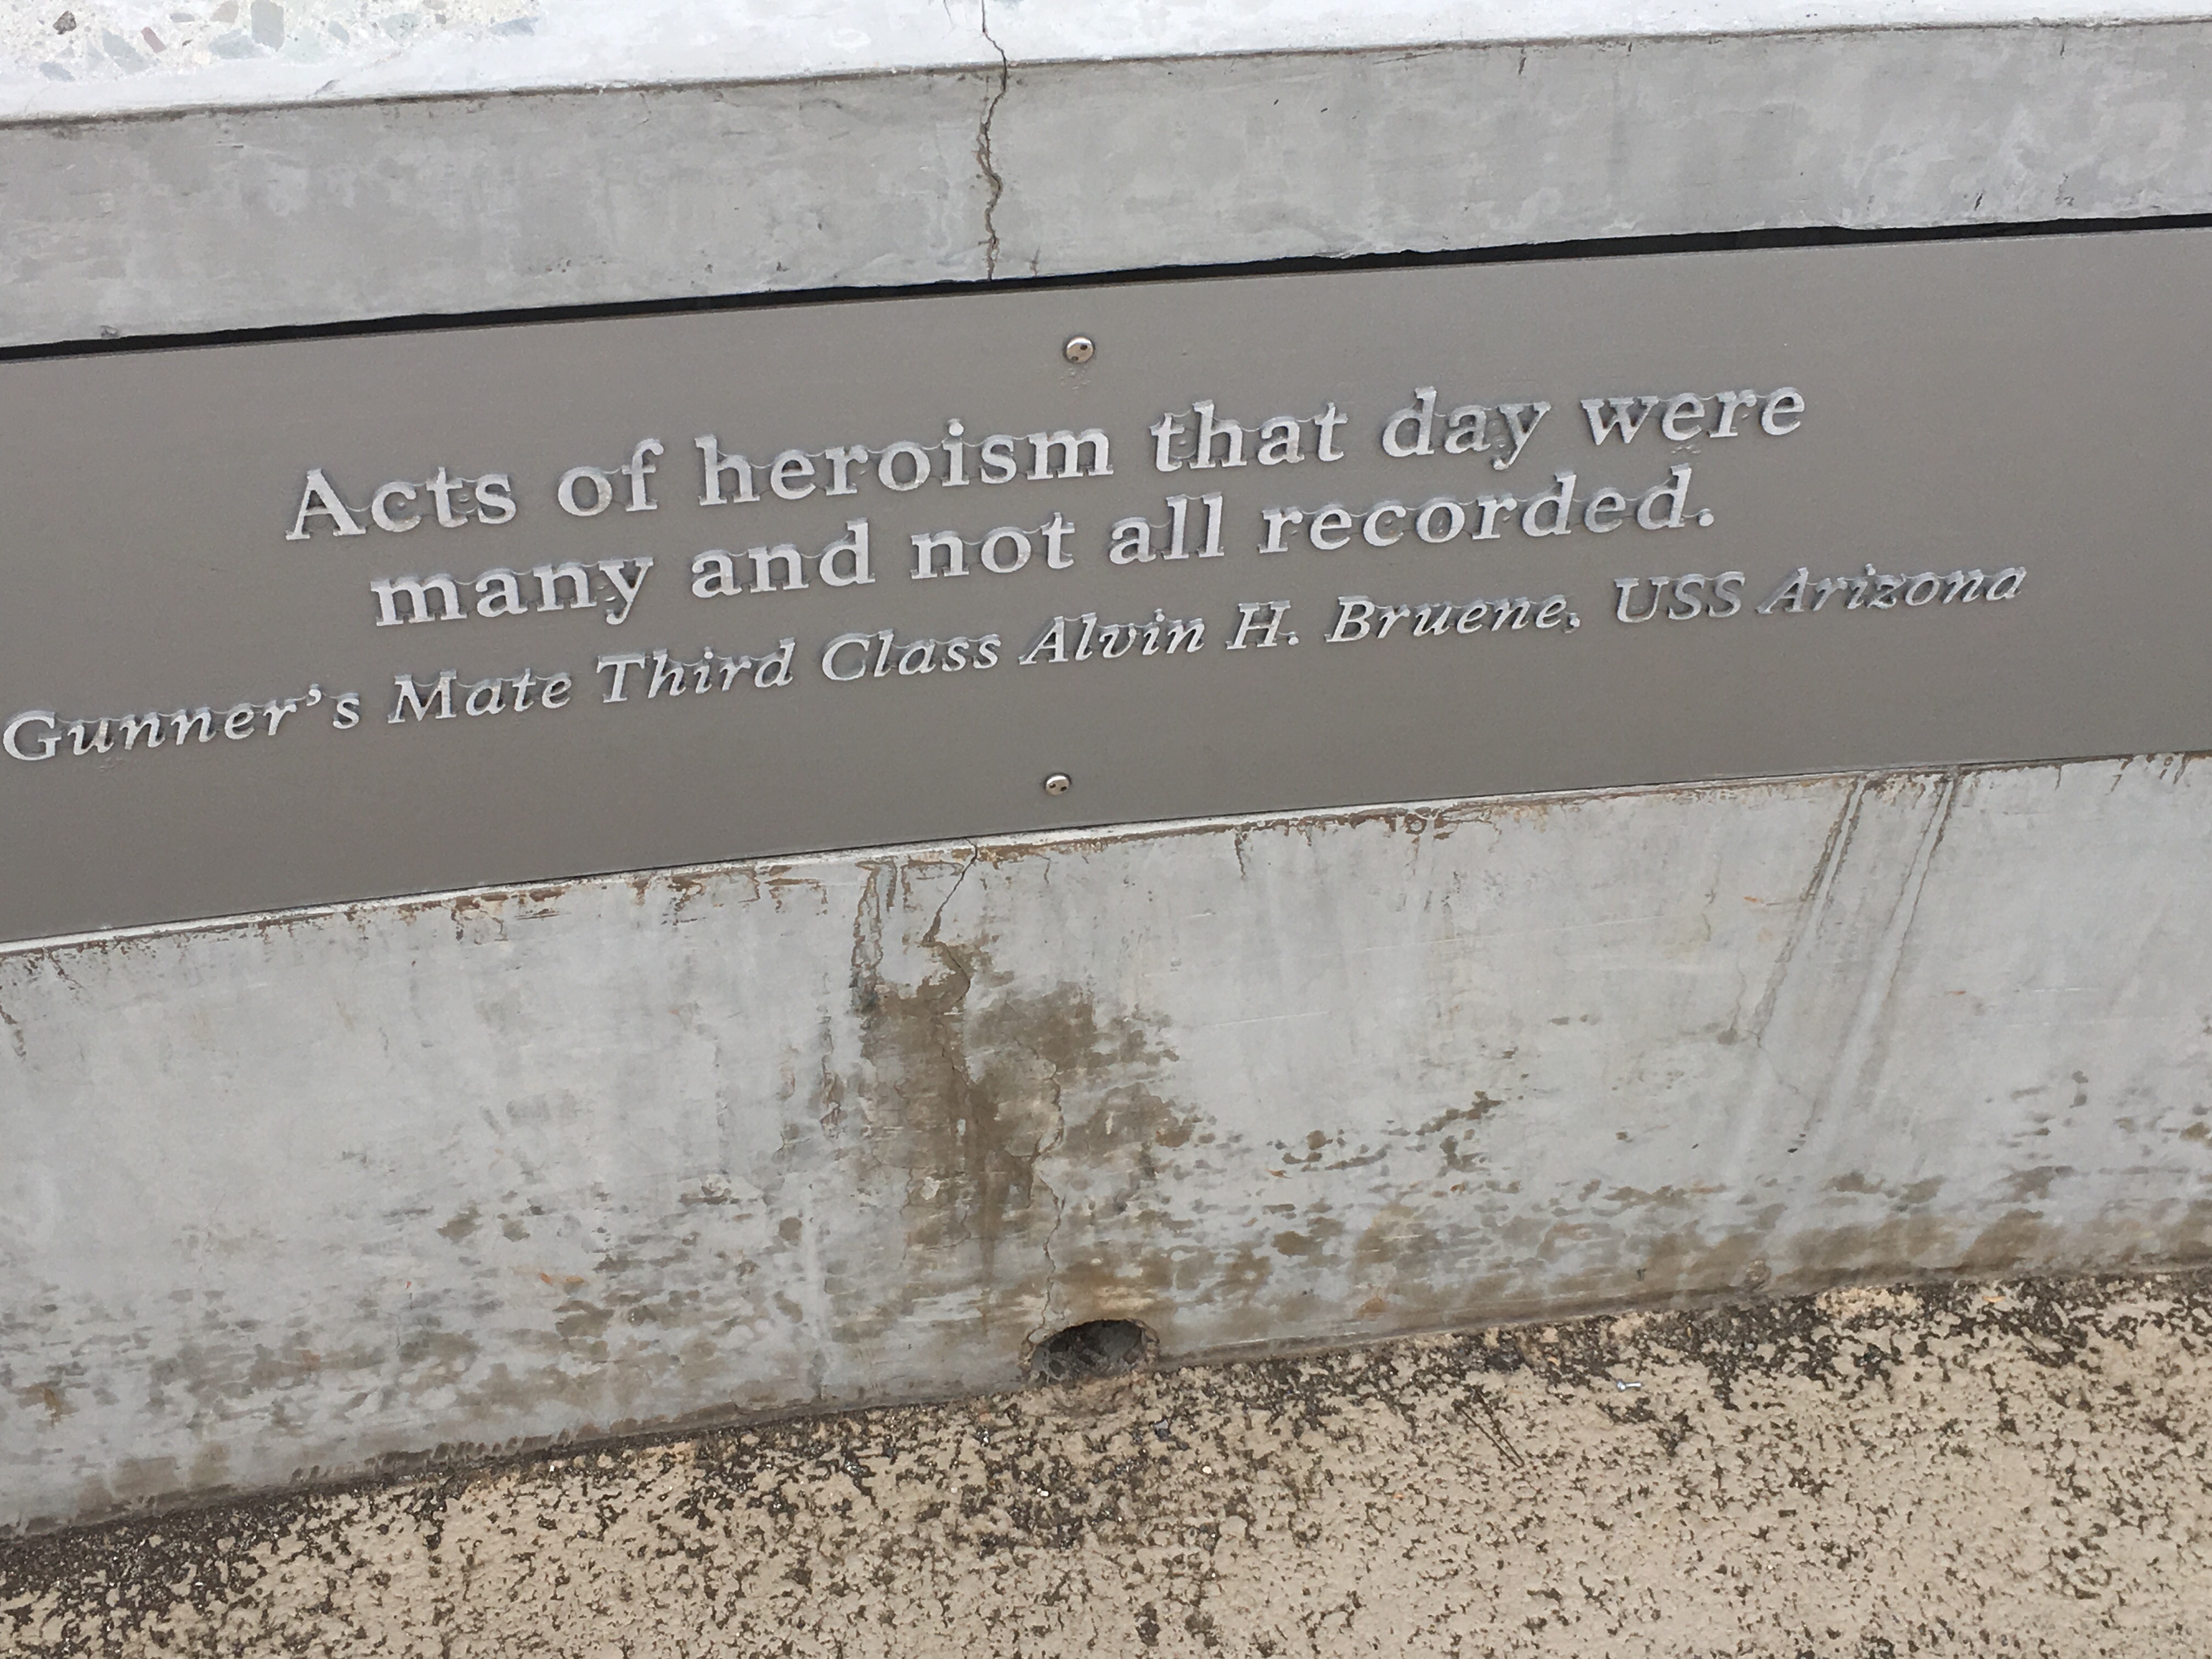 Acts of heroism that day were
many and not all recorded.
Gunner's Mate Third Class Alvin H. Bruene, USS Arizona